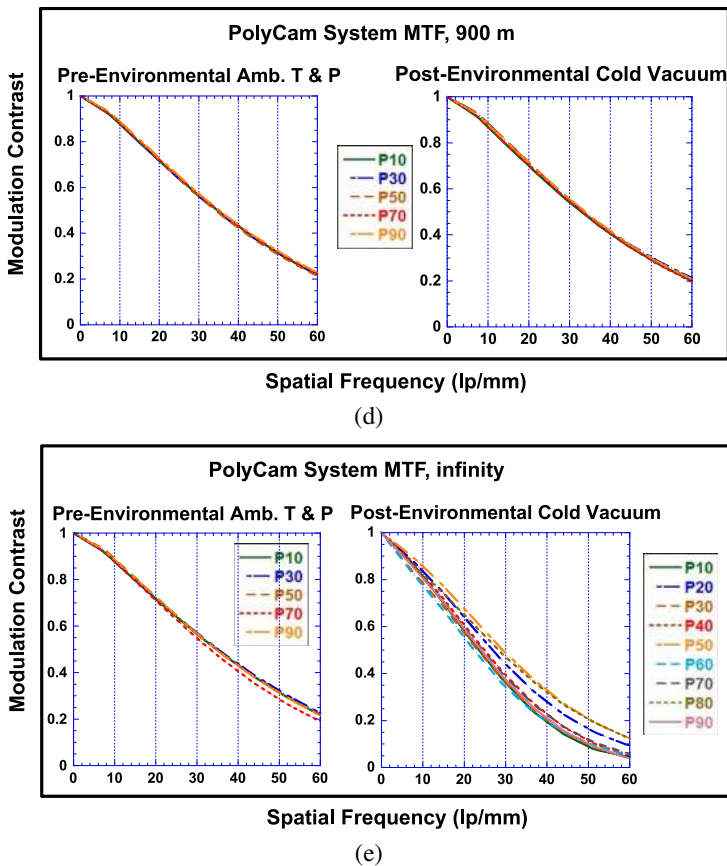 PolyCam System MTF, 900 m
Pre-Environmental Amb. T & P
Post-Environmental Cold Vacuum
Modulation Contrast
1
0.8
0.6
0.4
0.2
0
0 10 20 30 40 50 60
P10
P30
P50
P70
P90
1
0.8
0.6
0.4
0.2
0
0 10 20 30 40 50 60
Spatial Frequency (lp/mm)
(d)
PolyCam System MTF, infinity
Pre-Environmental Amb. T & P
Post-Environmental Cold Vacuum
Modulation Contrast
1
0.8
0.6
0.4
0.2
0
0 10 20 30 40 50 60
P10
P30
P50
P70
P90
1
0.8
0.6
0.4
0.2
0
0 10 20 30 40 50 60
P10
P20
P30
P40
P50
P60
P70
P80
P90
Spatial Frequency (lp/mm)
(e)